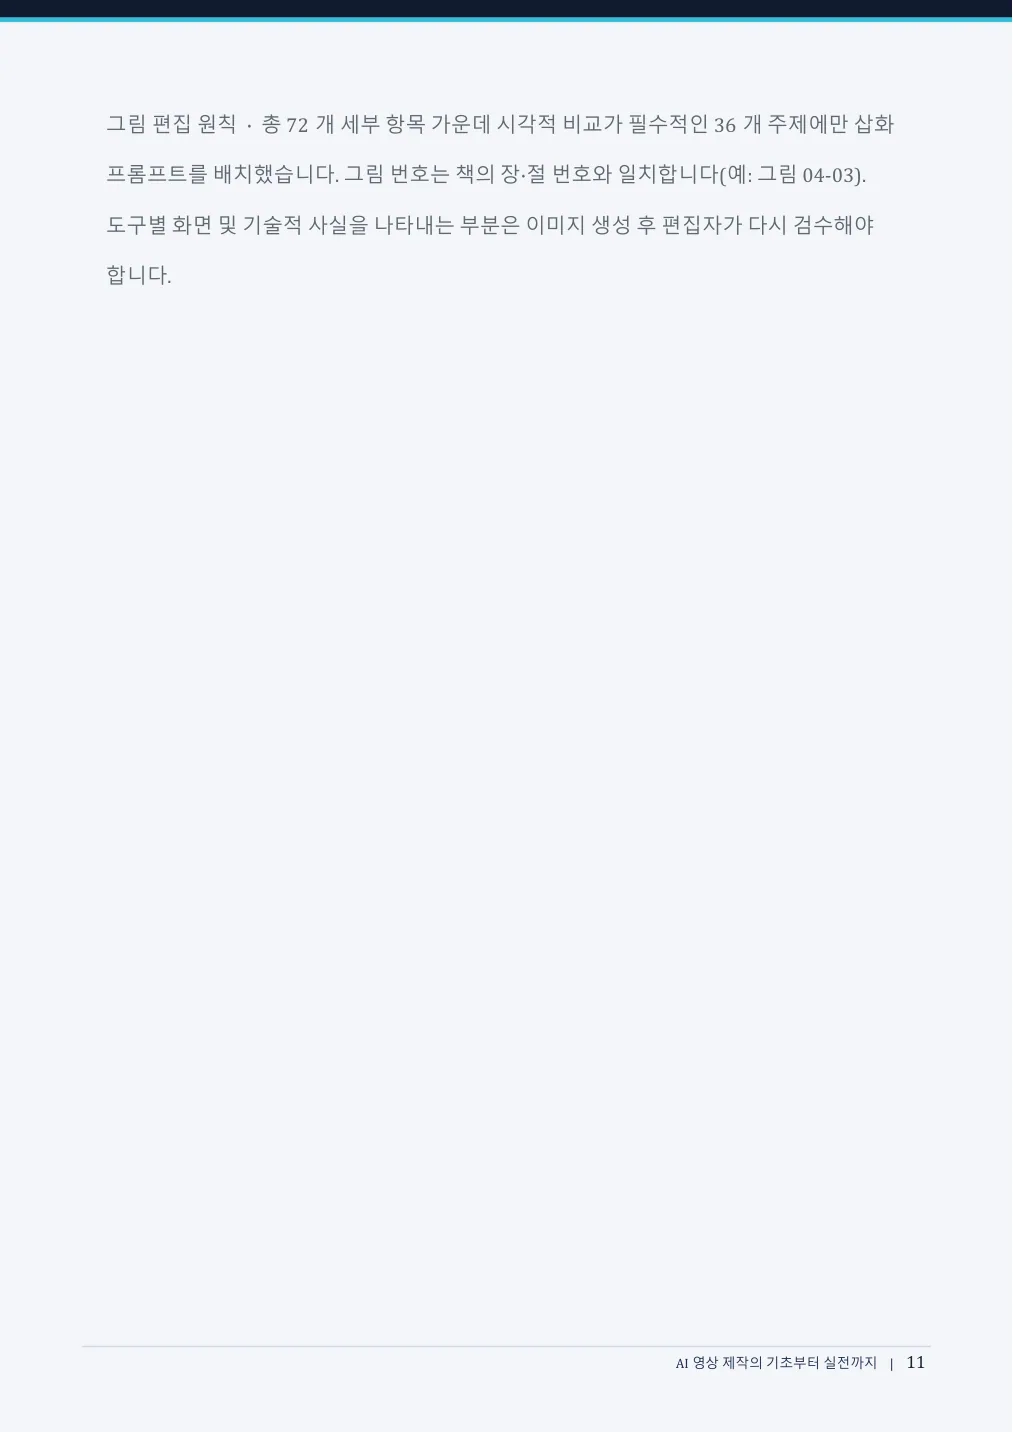 그림 편집 원칙 · 총 72 개 세부 항목 가운데 시각적 비교가 필수적인 36 개 주제에만 삽화
프롬프트를 배치했습니다. 그림 번호는 책의 장·절 번호와 일치합니다(예: 그림 04-03).
도구별 화면 및 기술적 사실을 나타내는 부분은 이미지 생성 후 편집자가 다시 검수해야
합니다.
AI 영상 제작의 기초부터 실전까지 | 11